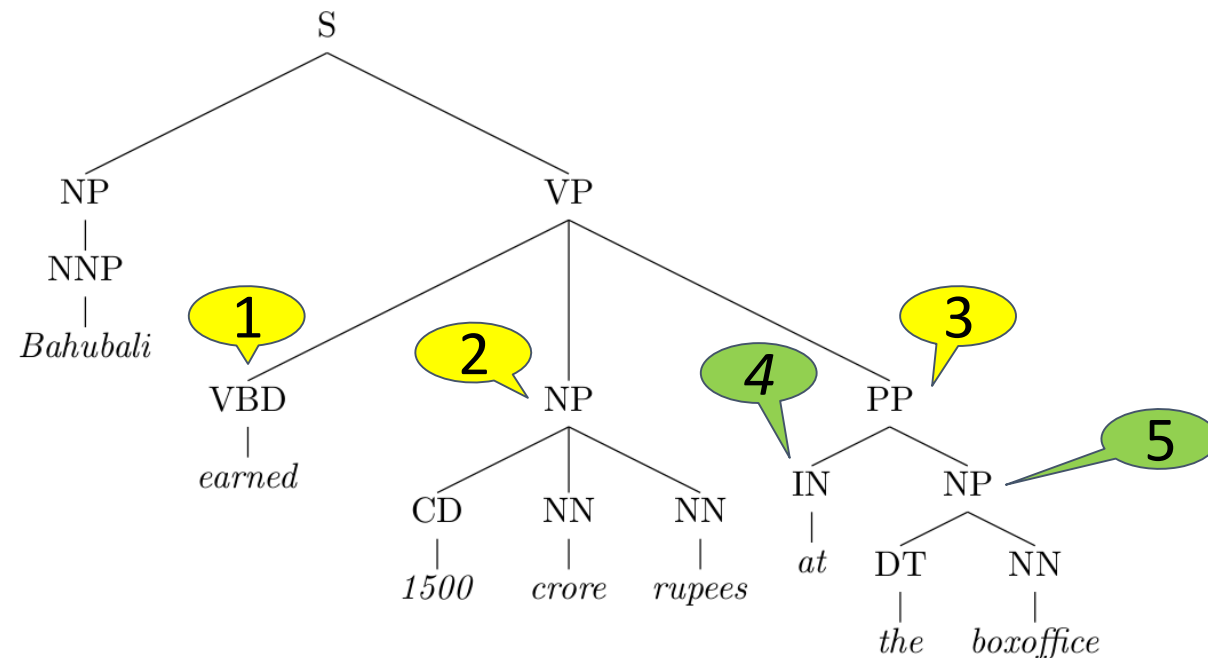 S
NP VP
NNP
1 3
Bahubali
2 4
VBD NP PP
5
earned IN NP
CD NN NN
at DT NN
1500 crore rupees
the boxoffice